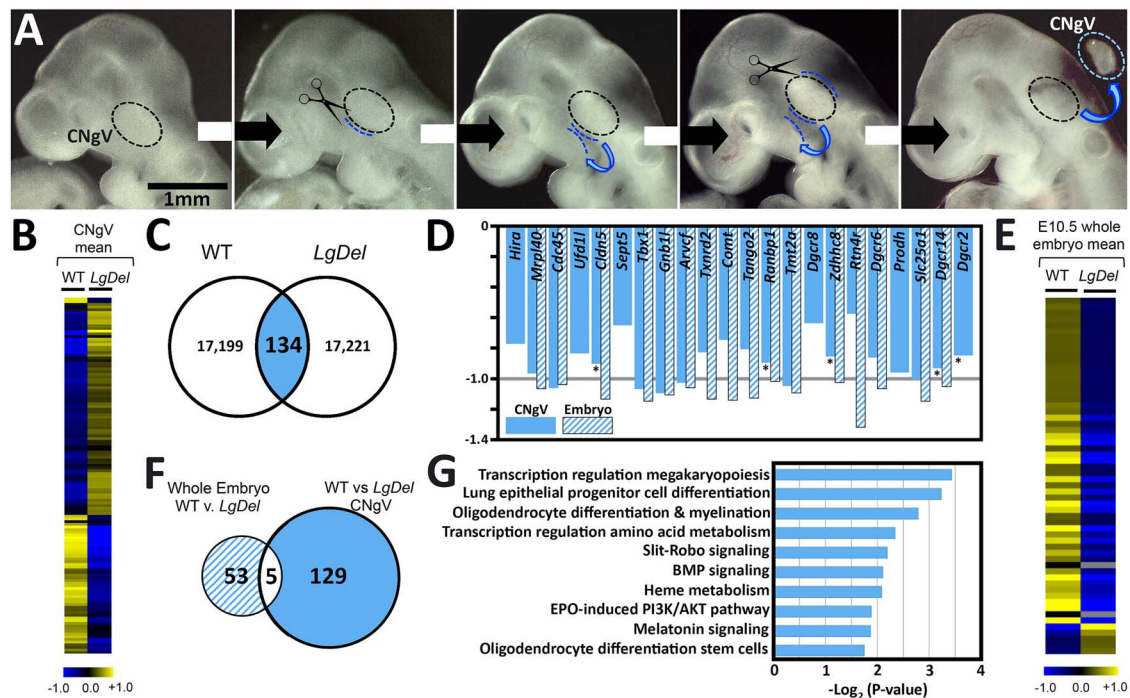 A
CNgV
1mm
CNgV
B
CNgV
mean
WT LgDel
-1.0 0.0 +1.0
C
WT
LgDel
17,199
134
17,221
D
0
-1.0
-1.4
Hira
Mrpl40
Cdc45
Ufd1l
Cldn5
Sept5
Tbx1
Gnb1l
Arvcf
Txnrd2
Comt
Tango2
Ranbp1
Trmt2a
Dgcr8
Zdhhc8
Rtn4r
Dgcr6
Prodh
Slc25a1
Dgcr14
Dgcr2
*
*
*
*
*
CNgV
Embryo
E
E10.5 whole
embryo mean
WT LgDel
-1.0 0.0 +1.0
F
Whole Embryo
WT v. LgDel
WT vs LgDel
CNgV
53
5
129
G
Transcription regulation megakaryopoiesis
Lung epithelial progenitor cell differentiation
Oligodendrocyte differentiation & myelination
Transcription regulation amino acid metabolism
Slit-Robo signaling
BMP signaling
Heme metabolism
EPO-induced PI3K/AKT pathway
Melatonin signaling
Oligodendrocyte differentiation stem cells
0 1 2 3 4
-Log2 (P-value)